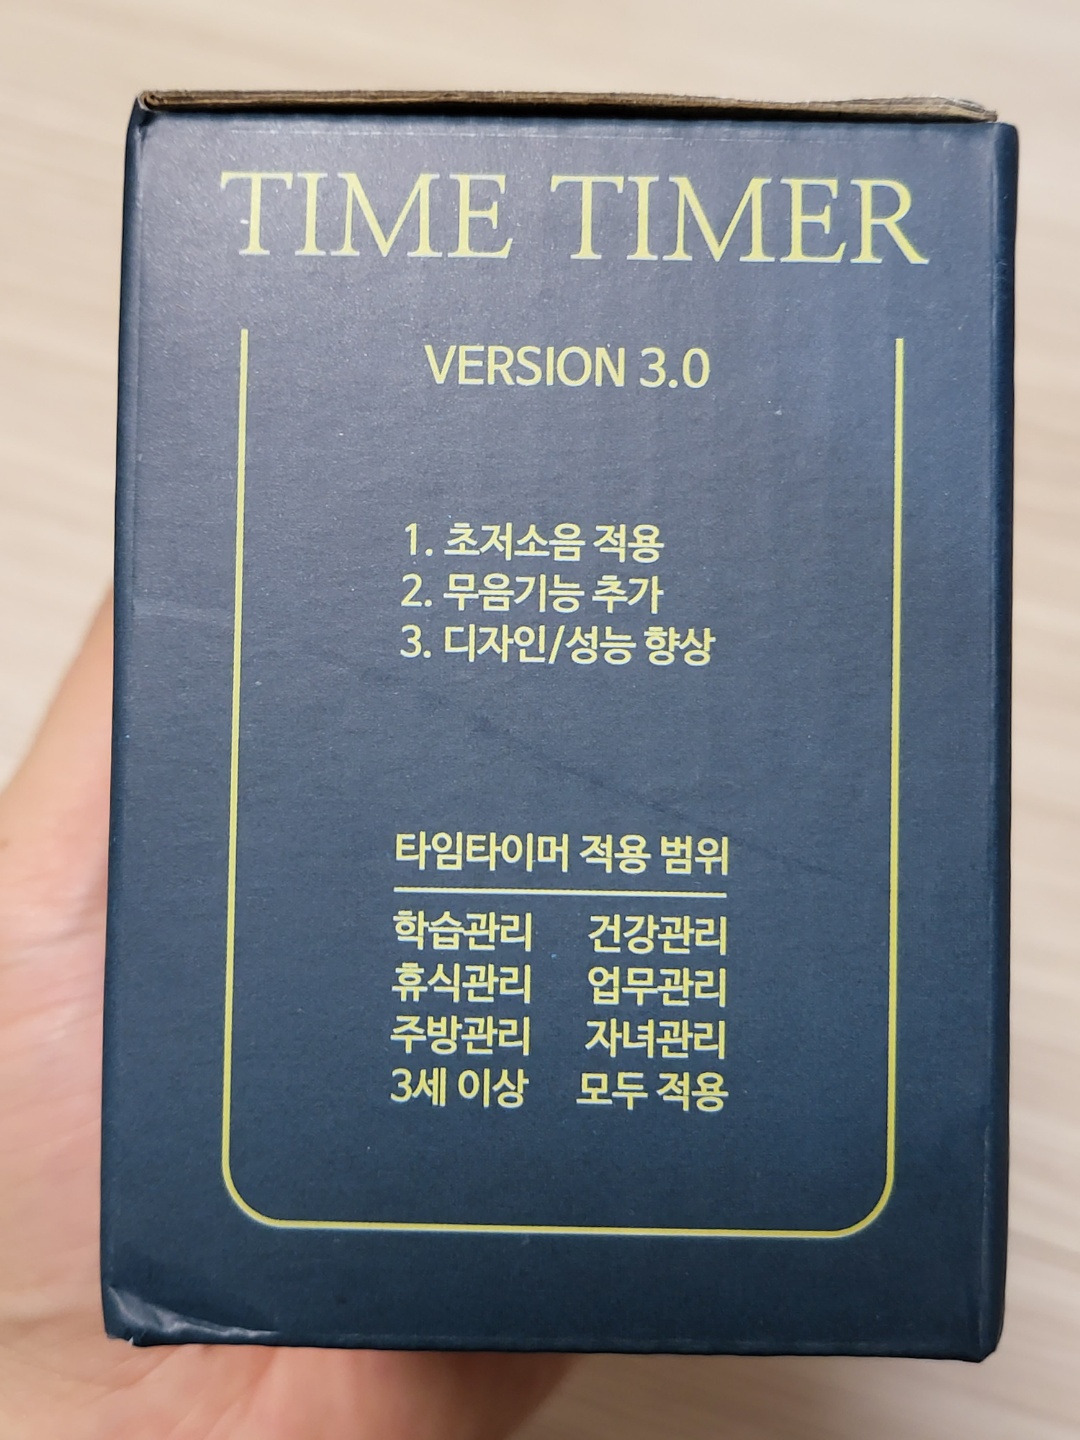 TIME TIMER
VERSION 3.0
1. 초저소음 적용
2. 무음기능 추가
3. 디자인/성능 향상
타임타이머 적용 범위
학습관리 건강관리
휴식관리 업무관리
주방관리 자녀관리
3세 이상 모두 적용